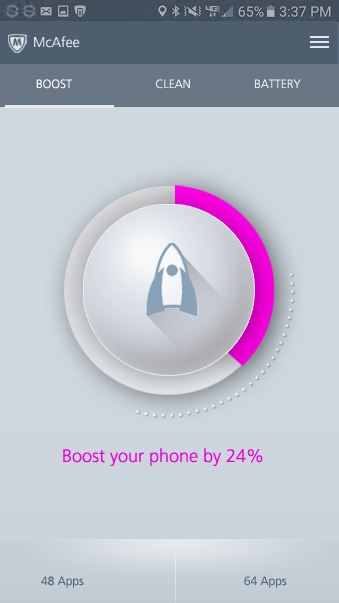 65% 3:37 PM
McAfee
BOOST CLEAN BATTERY
Boost your phone by 24%
48 Apps 64 Apps